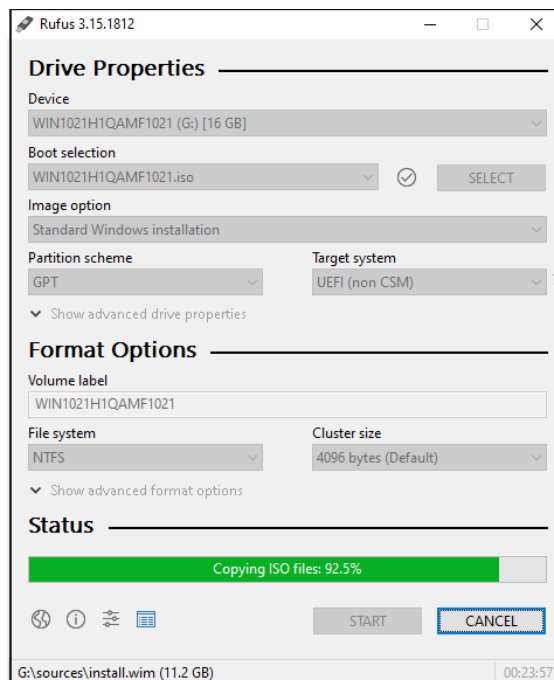 Rufus 3.15.1812
Drive Properties
Device
WIN1021H1QAMF1021 (G:) [16 GB]
Boot selection
WIN1021H1QAMF1021.iso
SELECT
Image option
Standard Windows installation
Partition scheme
Target system
GPT
UEFI (non CSM)
Show advanced drive properties
Format Options
Volume label
WIN1021H1QAMF1021
File system
Cluster size
NTFS
4096 bytes (Default)
Show advanced format options
Status
Copying ISO files: 92.5%
START
CANCEL
G:\sources\install.wim (11.2 GB)
00:23:57